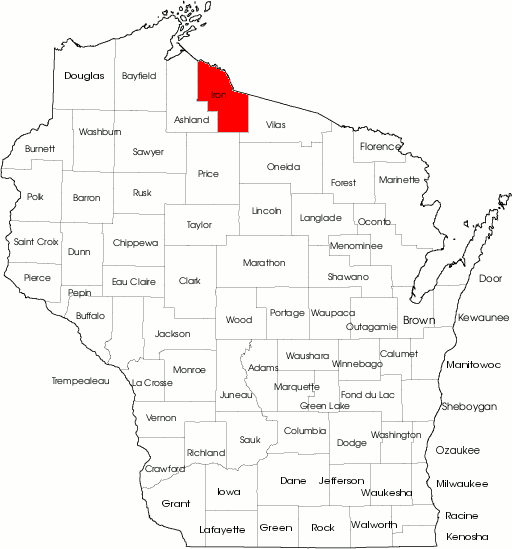 Douglas
Bayfield
Iron
Ashland
Vilas
Washburn
Florence
Burnett
Sawyer
Price
Oneida
Forest
Marinette
Polk
Barron
Rusk
Lincoln
Langlade
Oconto
Taylor
Saint Croix
Dunn
Chippewa
Menominee
Marathon
Shawano
Pierce
Eau Claire
Clark
Door
Pepin
Buffalo
Wood
Portage
Waupaca
Outagamie
Brown
Kewaunee
Jackson
Waushara
Winnebago
Calumet
Manitowoc
Trempealeau
La Crosse
Monroe
Adams
Juneau
Marquette
Green Lake
Fond du Lac
Sheboygan
Vernon
Richland
Sauk
Columbia
Dodge
Washington
Ozaukee
Crawford
Grant
Iowa
Dane
Jefferson
Waukesha
Milwaukee
Lafayette
Green
Rock
Walworth
Racine
Kenosha